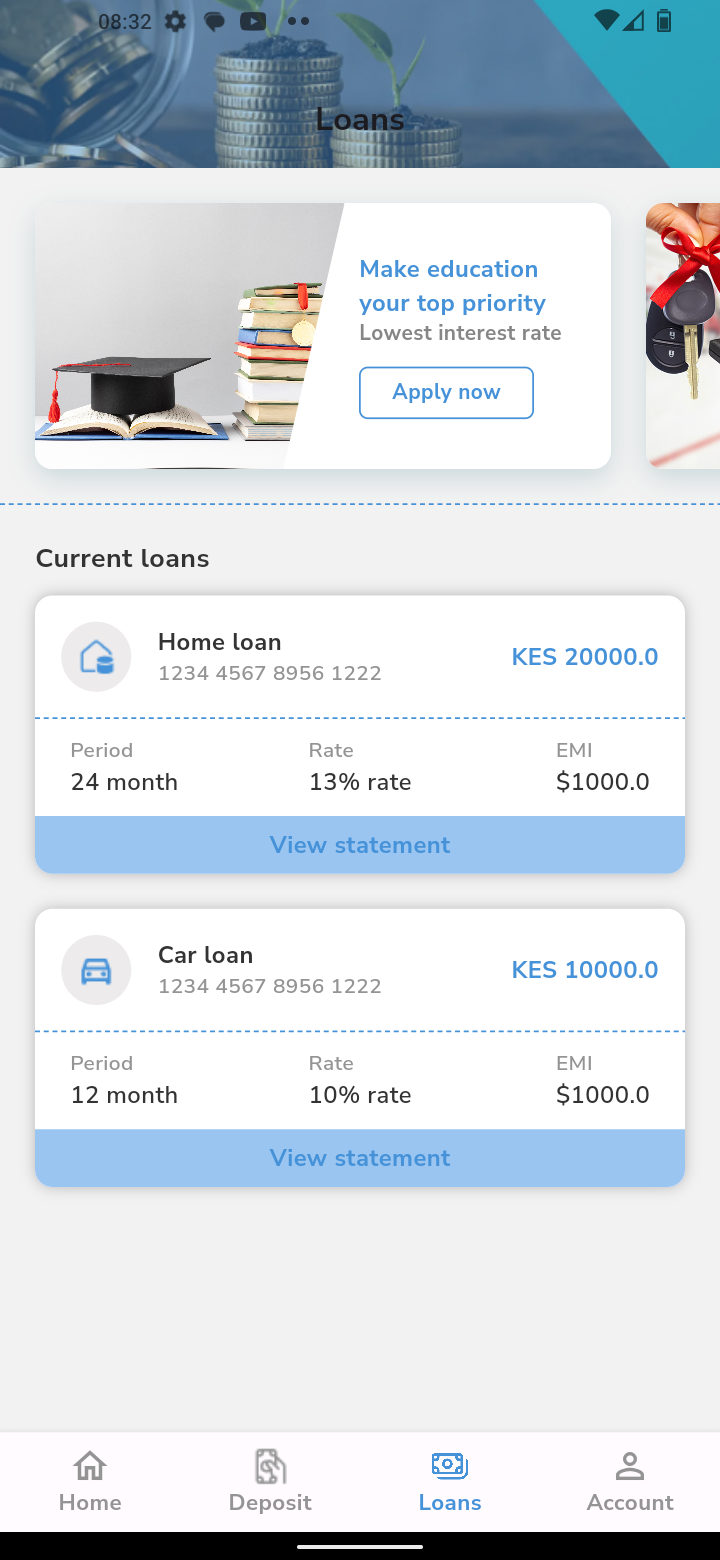 08:32
Loans
Make education
your top priority
Lowest interest rate
Apply now
Current loans
Home loan
1234 4567 8956 1222
KES 20000.0
Period
Rate
EMI
24 month
13% rate
$1000.0
View statement
Car loan
1234 4567 8956 1222
KES 10000.0
Period
Rate
EMI
12 month
10% rate
$1000.0
View statement
Home
Deposit
Loans
Account